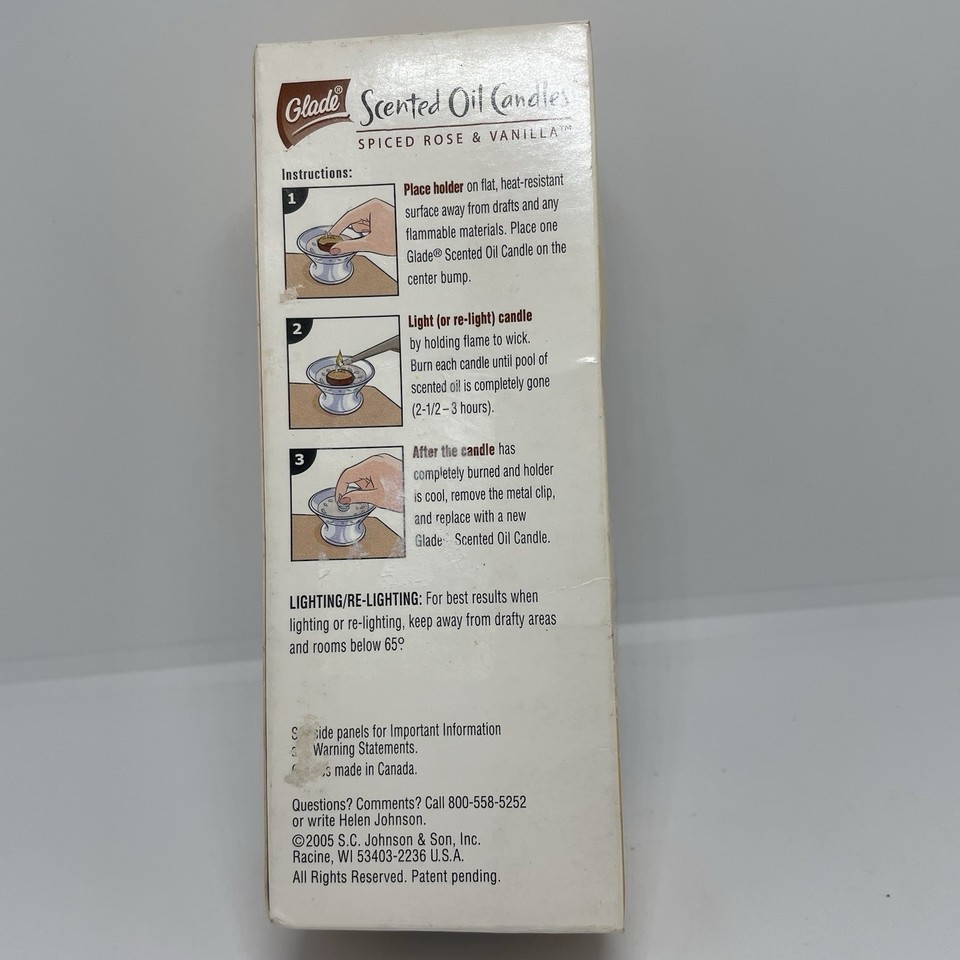 Glade®
Scented Oil Candles
SPICED ROSE & VANILLA™
Instructions:
1
Place holder on flat, heat-resistant
surface away from drafts and any
flammable materials. Place one
Glade® Scented Oil Candle on the
center bump.
2
Light (or re-light) candle
by holding flame to wick.
Burn each candle until pool of
scented oil is completely gone
(2-1/2 – 3 hours).
3
After the candle has
completely burned and holder
is cool, remove the metal clip,
and replace with a new
Glade Scented Oil Candle.
LIGHTING/RE-LIGHTING: For best results when
lighting or re-lighting, keep away from drafty areas
and rooms below 65º.
panels for Important Information
Warning Statements.
made in Canada.
Questions? Comments? Call 800-558-5252
or write Helen Johnson.
©2005 S.C. Johnson & Son, Inc.
Racine, WI 53403-2236 U.S.A.
All Rights Reserved. Patent pending.